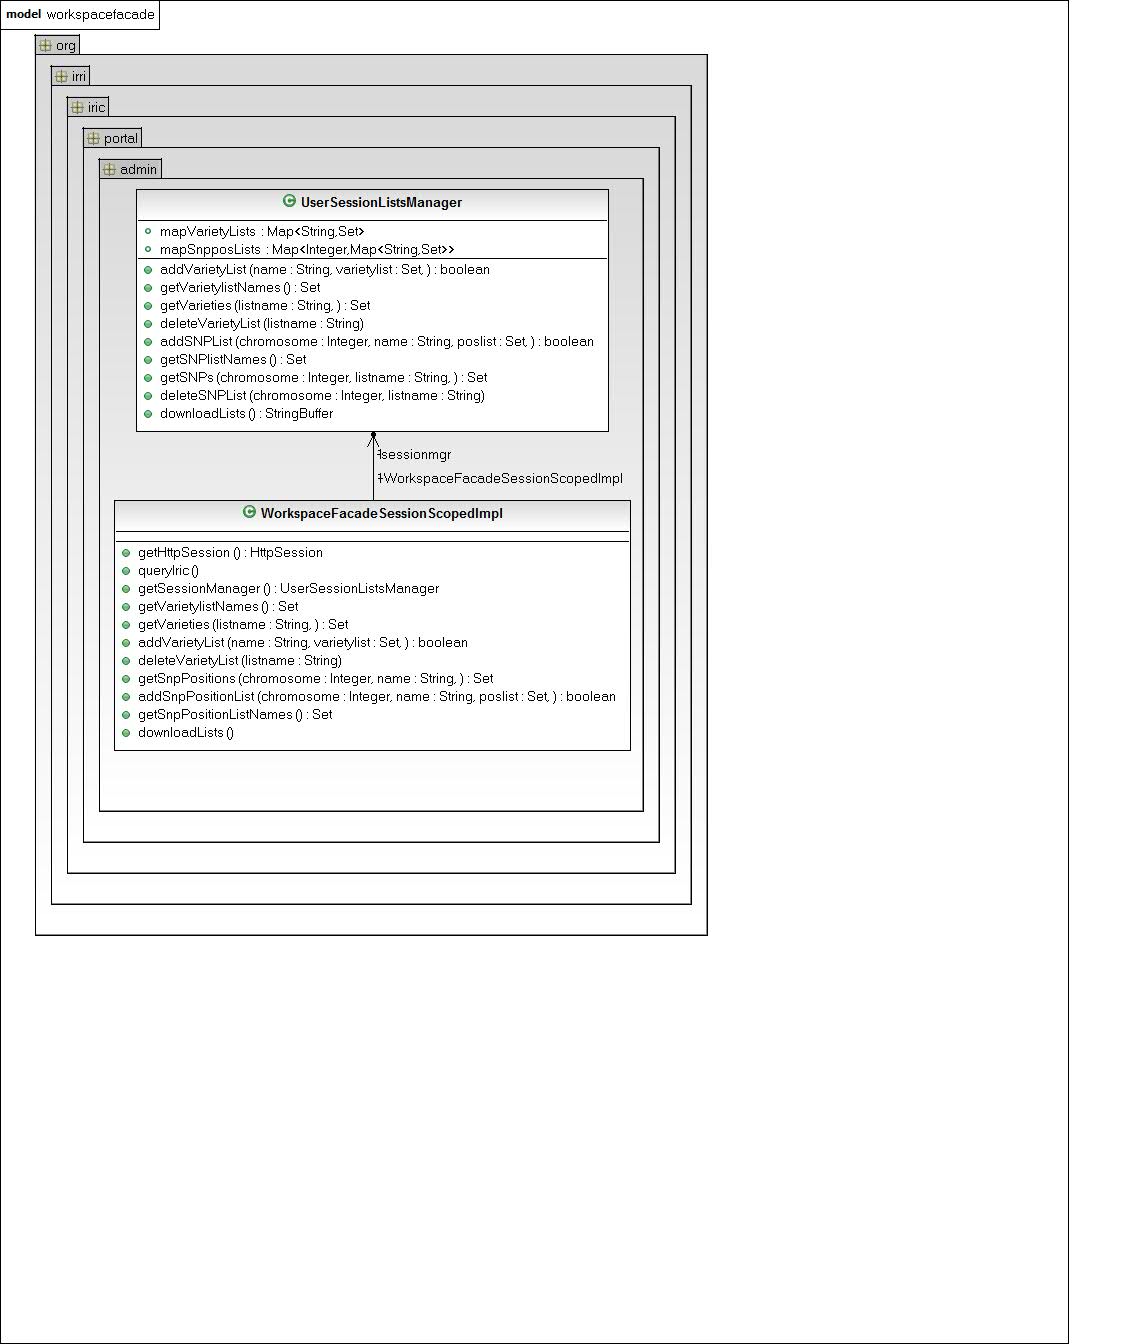 model workspacefacade
org
irri
iric
portal
admin
UserSessionListsManager
mapVarietyLists : Map<String,Set>
mapSnpposLists : Map<Integer,Map<String,Set>>
addVarietyList (name : String, varietylist : Set, ) : boolean
getVarietylistNames () : Set
getVarieties (listname : String, ) : Set
deleteVarietyList (listname : String)
addSNPList (chromosome : Integer, name : String, poslist : Set, ) : boolean
getSNPlistNames () : Set
getSNPs (chromosome : Integer, listname : String, ) : Set
deleteSNPList (chromosome : Integer, listname : String)
downloadLists () : StringBuffer
-sessionmgr
1
-WorkspaceFacadeSessionScopedImpl
1
WorkspaceFacadeSessionScopedImpl
getHttpSession () : HttpSession
queryIric ()
getSessionManager () : UserSessionListsManager
getVarietylistNames () : Set
getVarieties (listname : String, ) : Set
addVarietyList (name : String, varietylist : Set, ) : boolean
deleteVarietyList (listname : String)
getSnpPositions (chromosome : Integer, name : String, ) : Set
addSnpPositionList (chromosome : Integer, name : String, poslist : Set, ) : boolean
getSnpPositionListNames () : Set
downloadLists ()